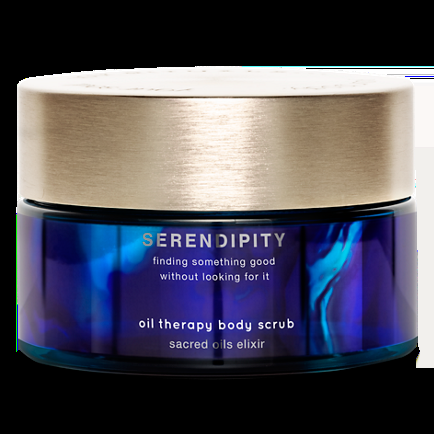 SERENDIPITY
finding something good
without looking for it
oil therapy body scrub
sacred oils elixir